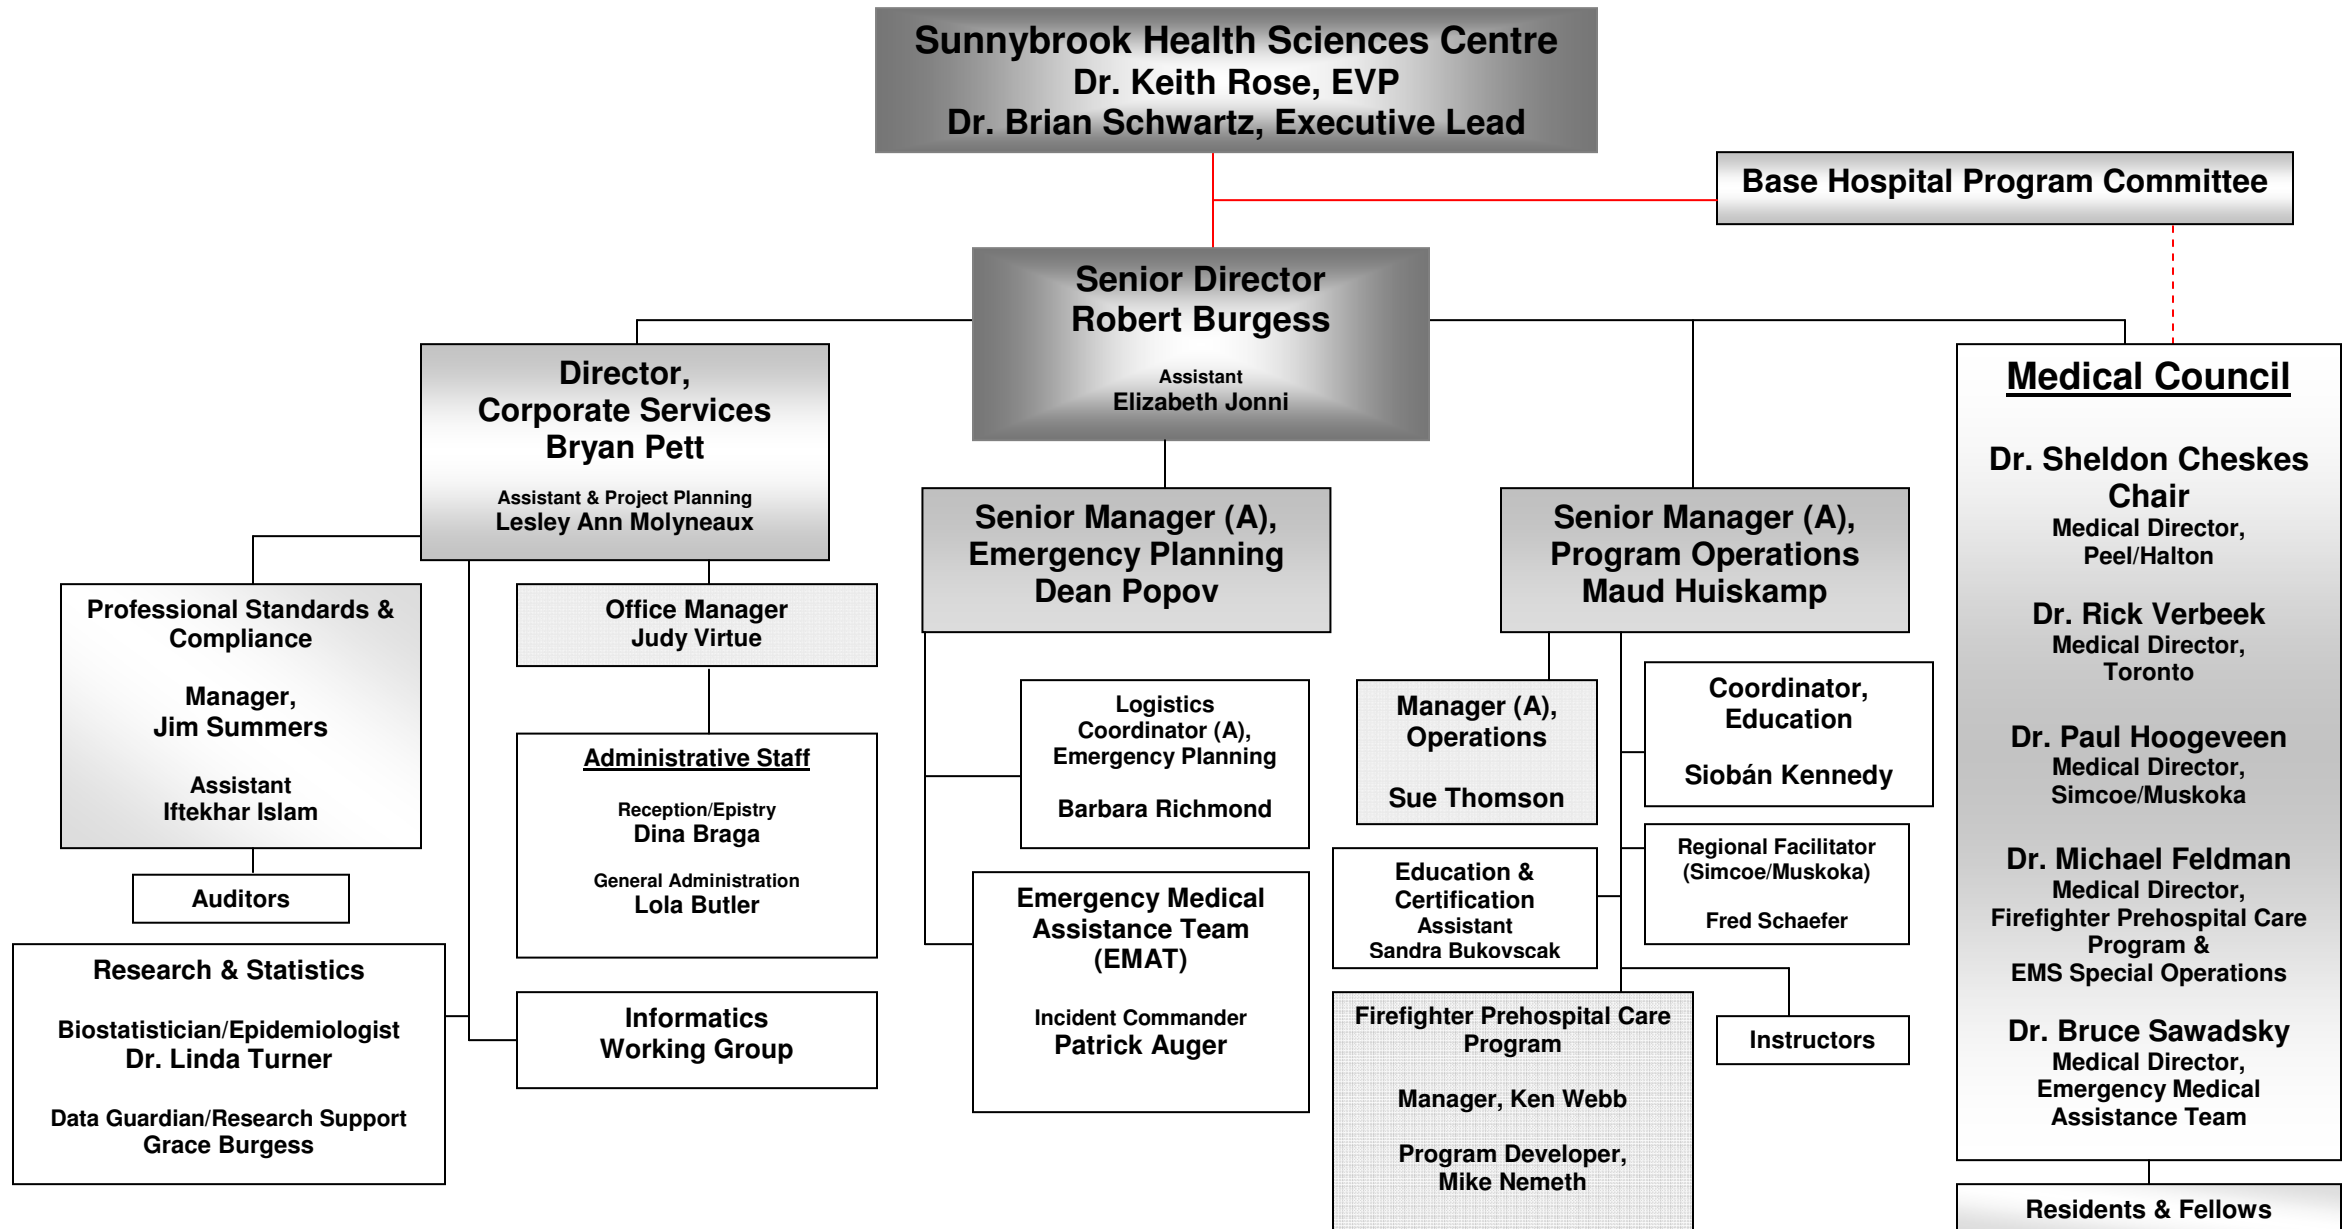 Sunnybrook Health Sciences Centre
Dr. Keith Rose, EVP
Dr. Brian Schwartz, Executive Lead
Base Hospital Program Committee
Senior Director
Robert Burgess
Assistant
Elizabeth Jonni
Director,
Corporate Services
Bryan Pett
Assistant & Project Planning
Lesley Ann Molyneaux
Professional Standards &
Compliance
Manager,
Jim Summers
Assistant
Iftekhar Islam
Auditors
Research & Statistics
Biostatistician/Epidemiologist
Dr. Linda Turner
Data Guardian/Research Support
Grace Burgess
Office Manager
Judy Virtue
Administrative Staff
Reception/Epistry
Dina Braga
General Administration
Lola Butler
Informatics
Working Group
Senior Manager (A),
Emergency Planning
Dean Popov
Logistics
Coordinator (A),
Emergency Planning
Barbara Richmond
Emergency Medical
Assistance Team
(EMAT)
Incident Commander
Patrick Auger
Senior Manager (A),
Program Operations
Maud Huiskamp
Manager (A),
Operations
Sue Thomson
Education &
Certification
Assistant
Sandra Bukovscak
Firefighter Prehospital Care
Program
Manager, Ken Webb
Program Developer,
Mike Nemeth
Coordinator,
Education
Siobán Kennedy
Regional Facilitator
(Simcoe/Muskoka)
Fred Schaefer
Instructors
Medical Council
Dr. Sheldon Cheskes
Chair
Medical Director,
Peel/Halton
Dr. Rick Verbeek
Medical Director,
Toronto
Dr. Paul Hoogeveen
Medical Director,
Simcoe/Muskoka
Dr. Michael Feldman
Medical Director,
Firefighter Prehospital Care
Program &
EMS Special Operations
Dr. Bruce Sawadsky
Medical Director,
Emergency Medical
Assistance Team
Residents & Fellows